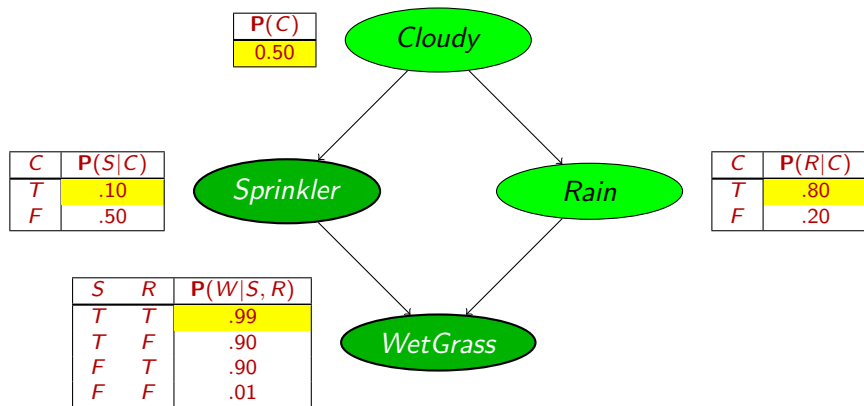 P(C)
0.50
Cloudy
C P(S|C)
T .10
F .50
Sprinkler
Rain
C P(R|C)
T .80
F .20
S R P(W|S, R)
T T .99
T F .90
F T .90
F F .01
WetGrass